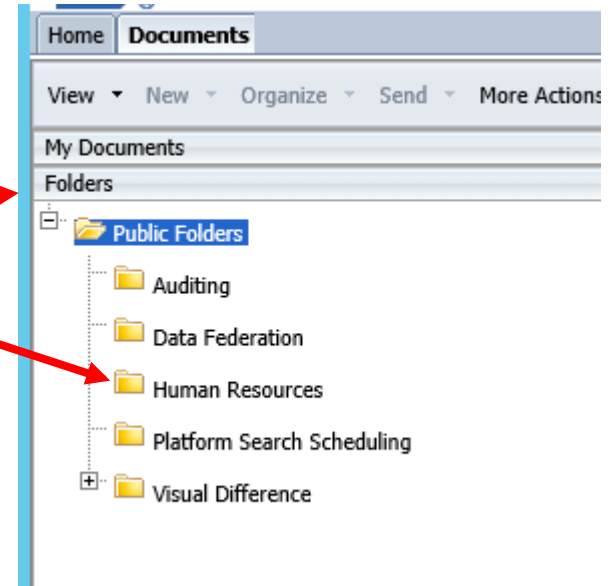 Home Documents
View New Organize Send More Actions
My Documents
Folders
Public Folders
Auditing
Data Federation
Human Resources
Platform Search Scheduling
Visual Difference